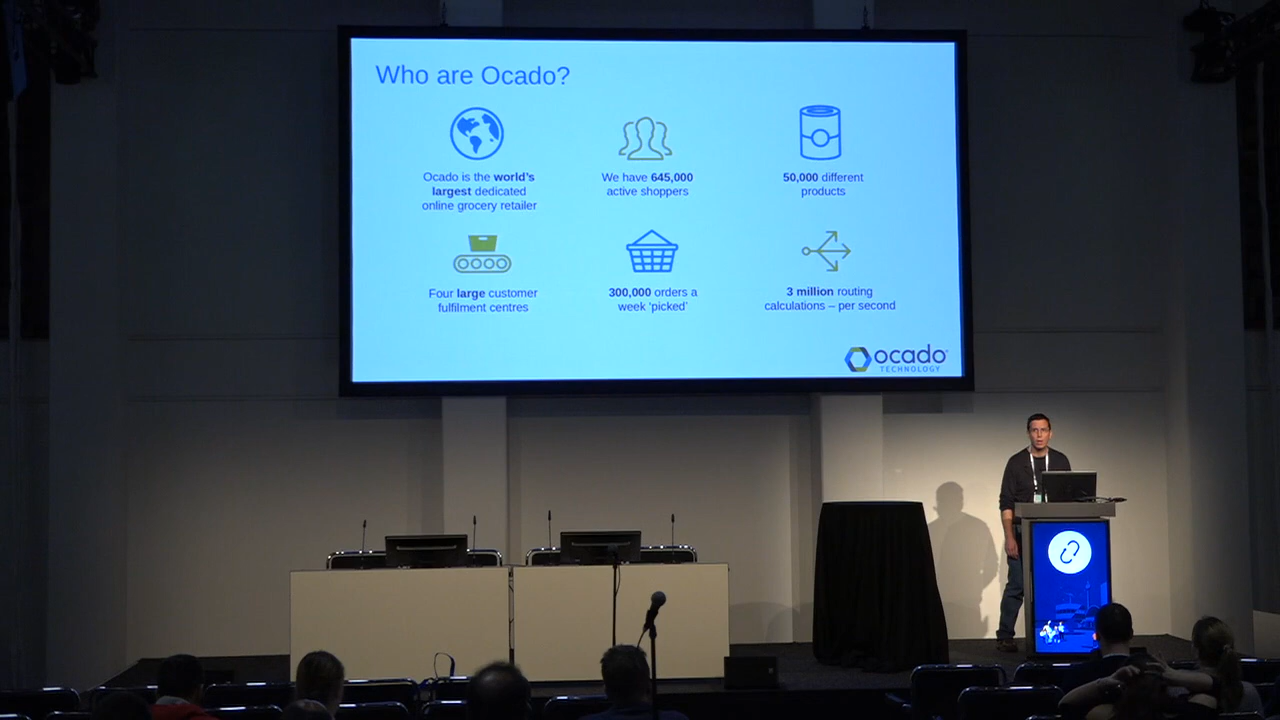 Who are Ocado?
Ocado is the world's
largest dedicated
online grocery retailer
We have 645,000
active shoppers
50,000 different
products
Four large customer
fulfilment centres
300,000 orders a
week 'picked'
3 million routing
calculations – per second
ocado
TECHNOLOGY